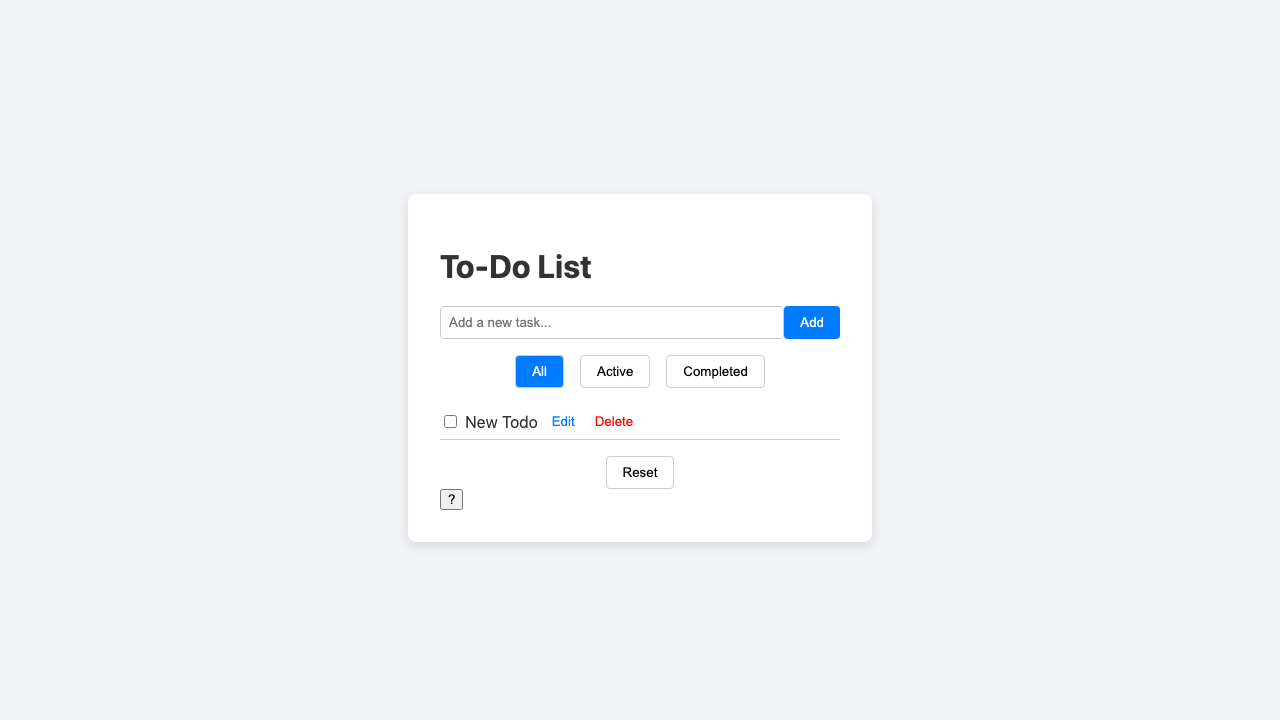 To-Do List
Add a new task... Add
All Active Completed
New Todo Edit Delete
Reset
?